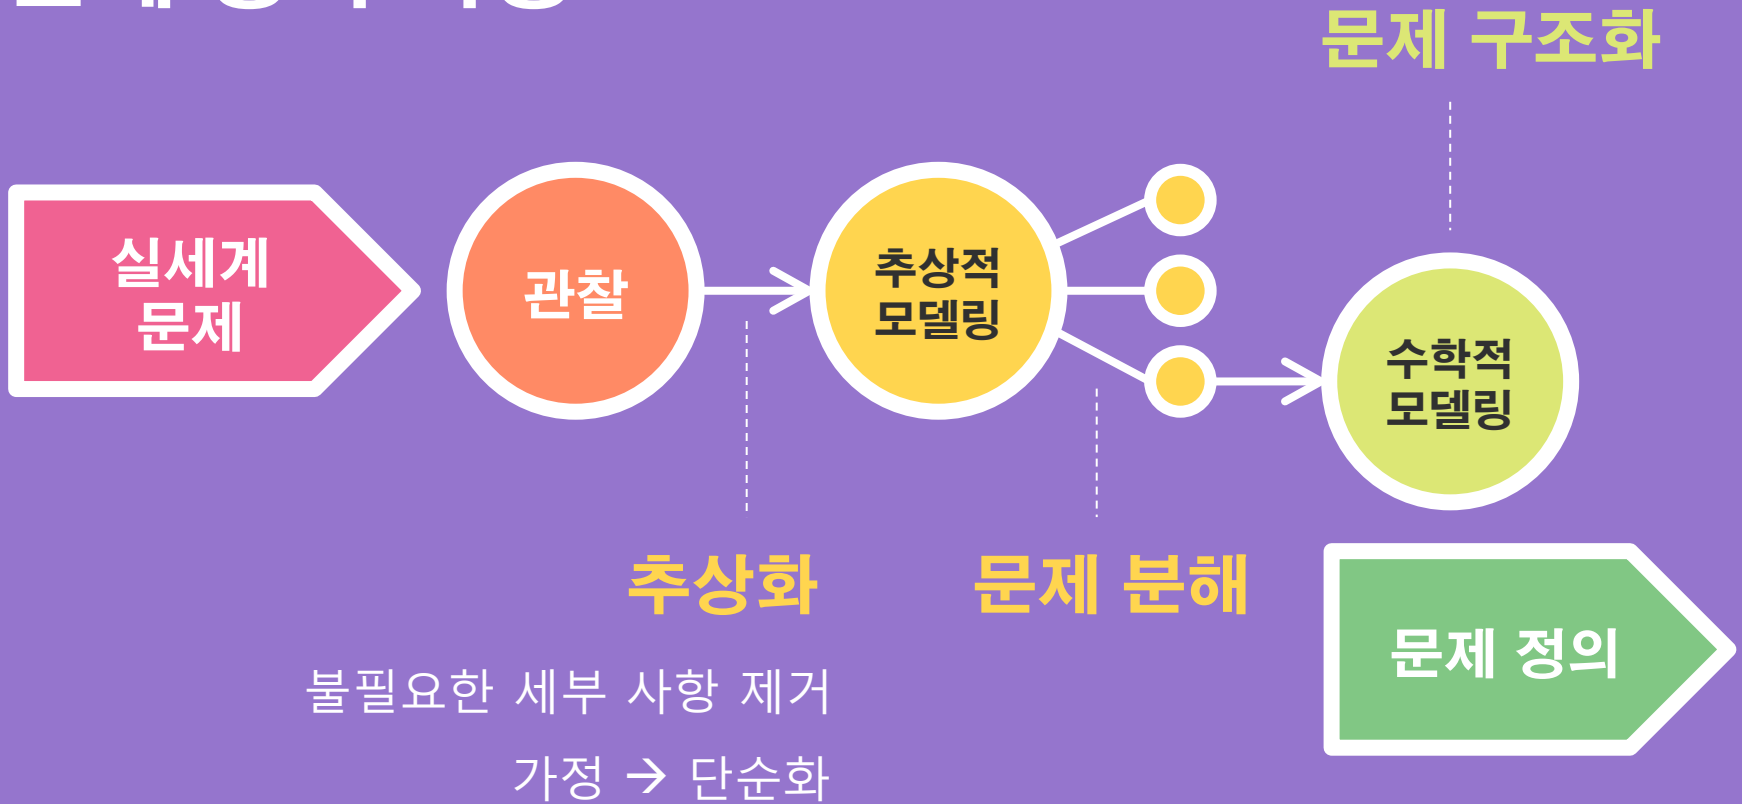 문제 구조화
실세계
문제
관찰
추상적
모델링
수학적
모델링
추상화
문제 분해
불필요한 세부 사항 제거
가정 → 단순화
문제 정의